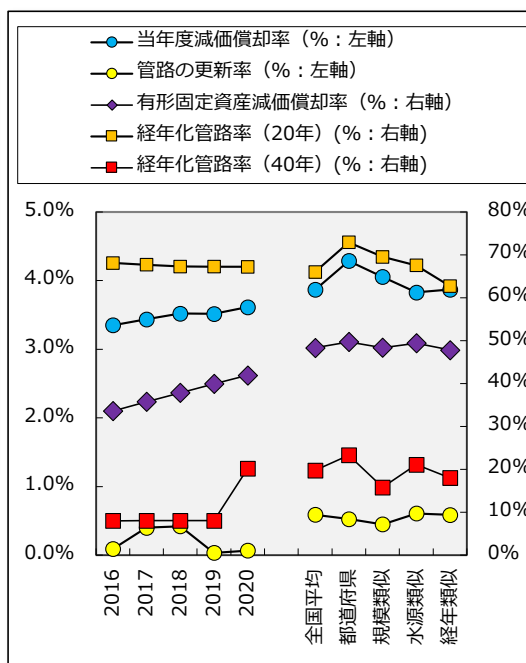 当年度減価償却率（%：左軸）
管路の更新率（%：左軸）
有形固定資産減価償却率（%：右軸）
経年化管路率（20年）(%：右軸)
経年化管路率（40年）(%：右軸)
5.0%
4.0%
3.0%
2.0%
1.0%
0.0%
80%
70%
60%
50%
40%
30%
20%
10%
0%
2016
2017
2018
2019
2020
全国平均
都道府県
規模類似
水源類似
経年類似